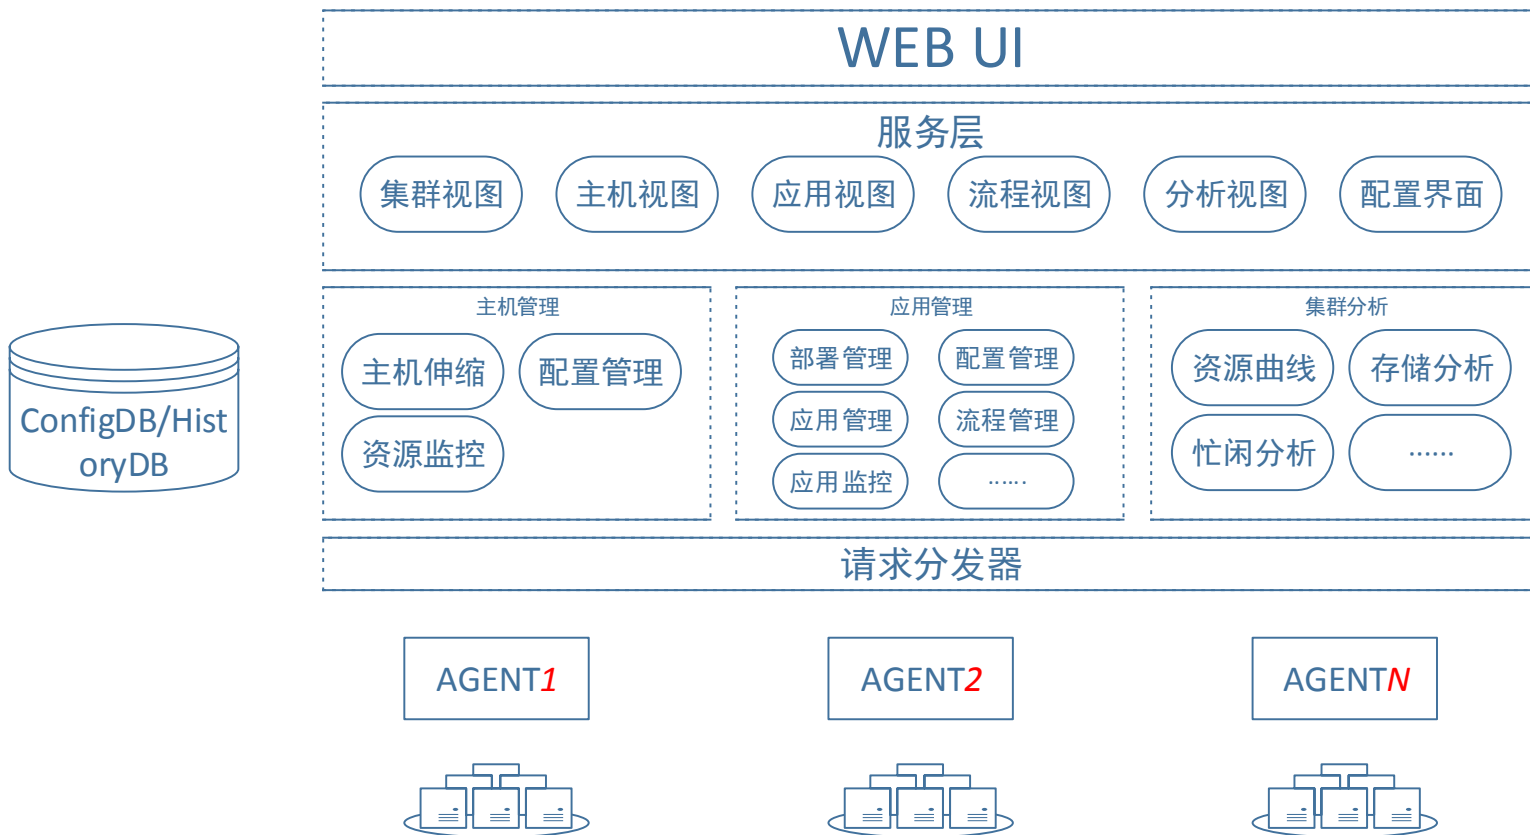 WEB UI
服务层
集群视图
主机视图
应用视图
流程视图
分析视图
配置界面
主机管理
主机伸缩
配置管理
资源监控
应用管理
部署管理
配置管理
应用管理
流程管理
应用监控
······
集群分析
资源曲线
存储分析
忙闲分析
······
ConfigDB/Hist
oryDB
请求分发器
AGENT1
AGENT2
AGENTN